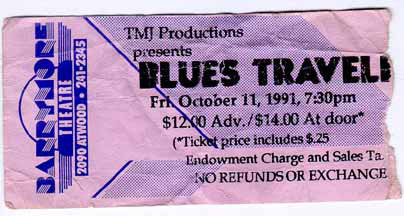 BARRYMORE
THEATRE
2090 ATWOOD • 241-2345
TMJ Productions
presents
BLUES TRAVEL
Fri. October 11, 1991, 7:30pm
$12.00 Adv./$14.00 At door*
(*Ticket price includes $.25
Endowment Charge and Sales Ta
NO REFUNDS OR EXCHANGE